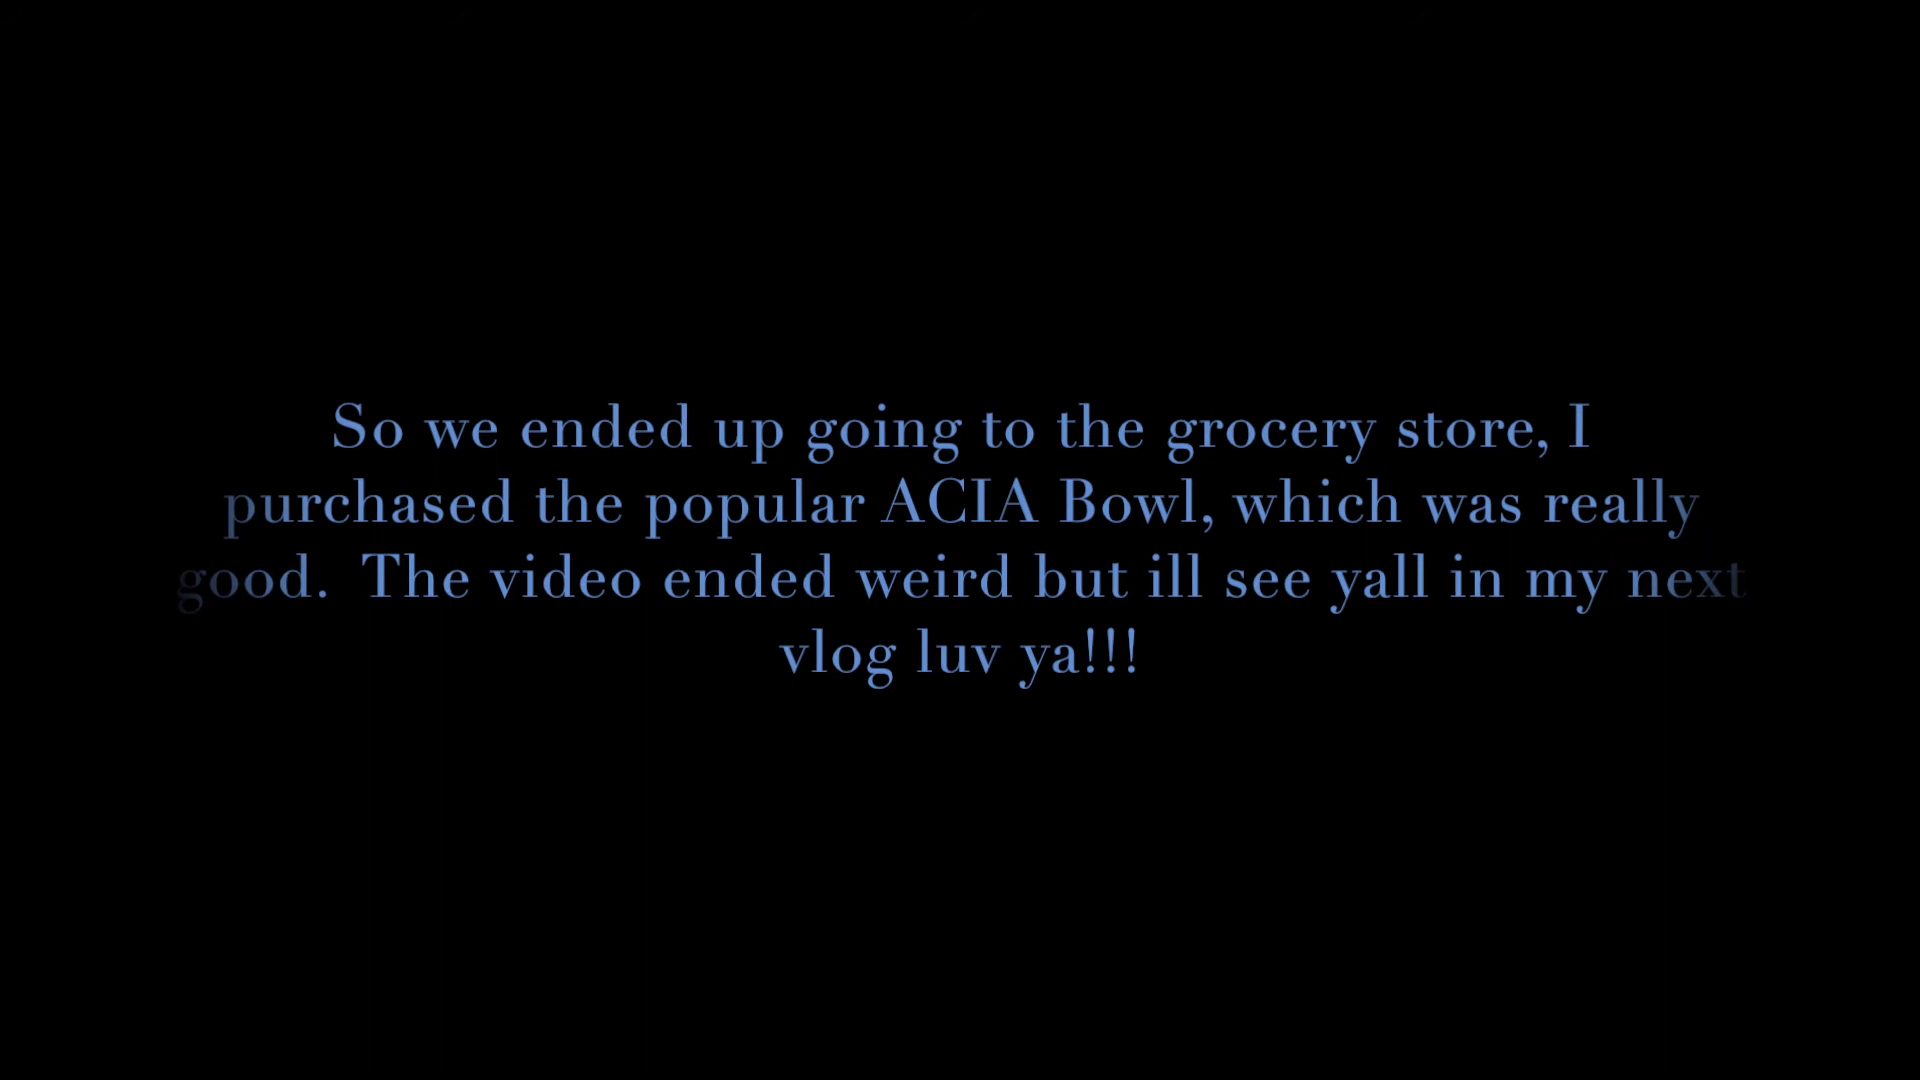 So we ended up going to the grocery store, I
purchased the popular ACIA Bowl, which was really
good.  The video ended weird but ill see yall in my next
vlog luv ya!!!